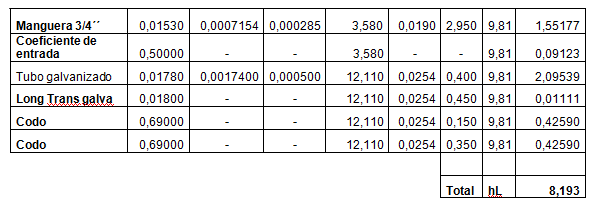 Manguera 3/4´´ 0,01530 0,0007154 0,000285 3,580 0,0190 2,950 9,81 1,55177
Coeficiente de
entrada 0,50000 - - 3,580 - - 9,81 0,09123
Tubo galvanizado 0,01780 0,0017400 0,000500 12,110 0,0254 0,400 9,81 2,09539
Long Trans galva 0,01800 - - 12,110 0,0254 0,450 9,81 0,01111
Codo 0,69000 - - 12,110 0,0254 0,150 9,81 0,42590
Codo 0,69000 - - 12,110 0,0254 0,350 9,81 0,42590
Total hL 8,193